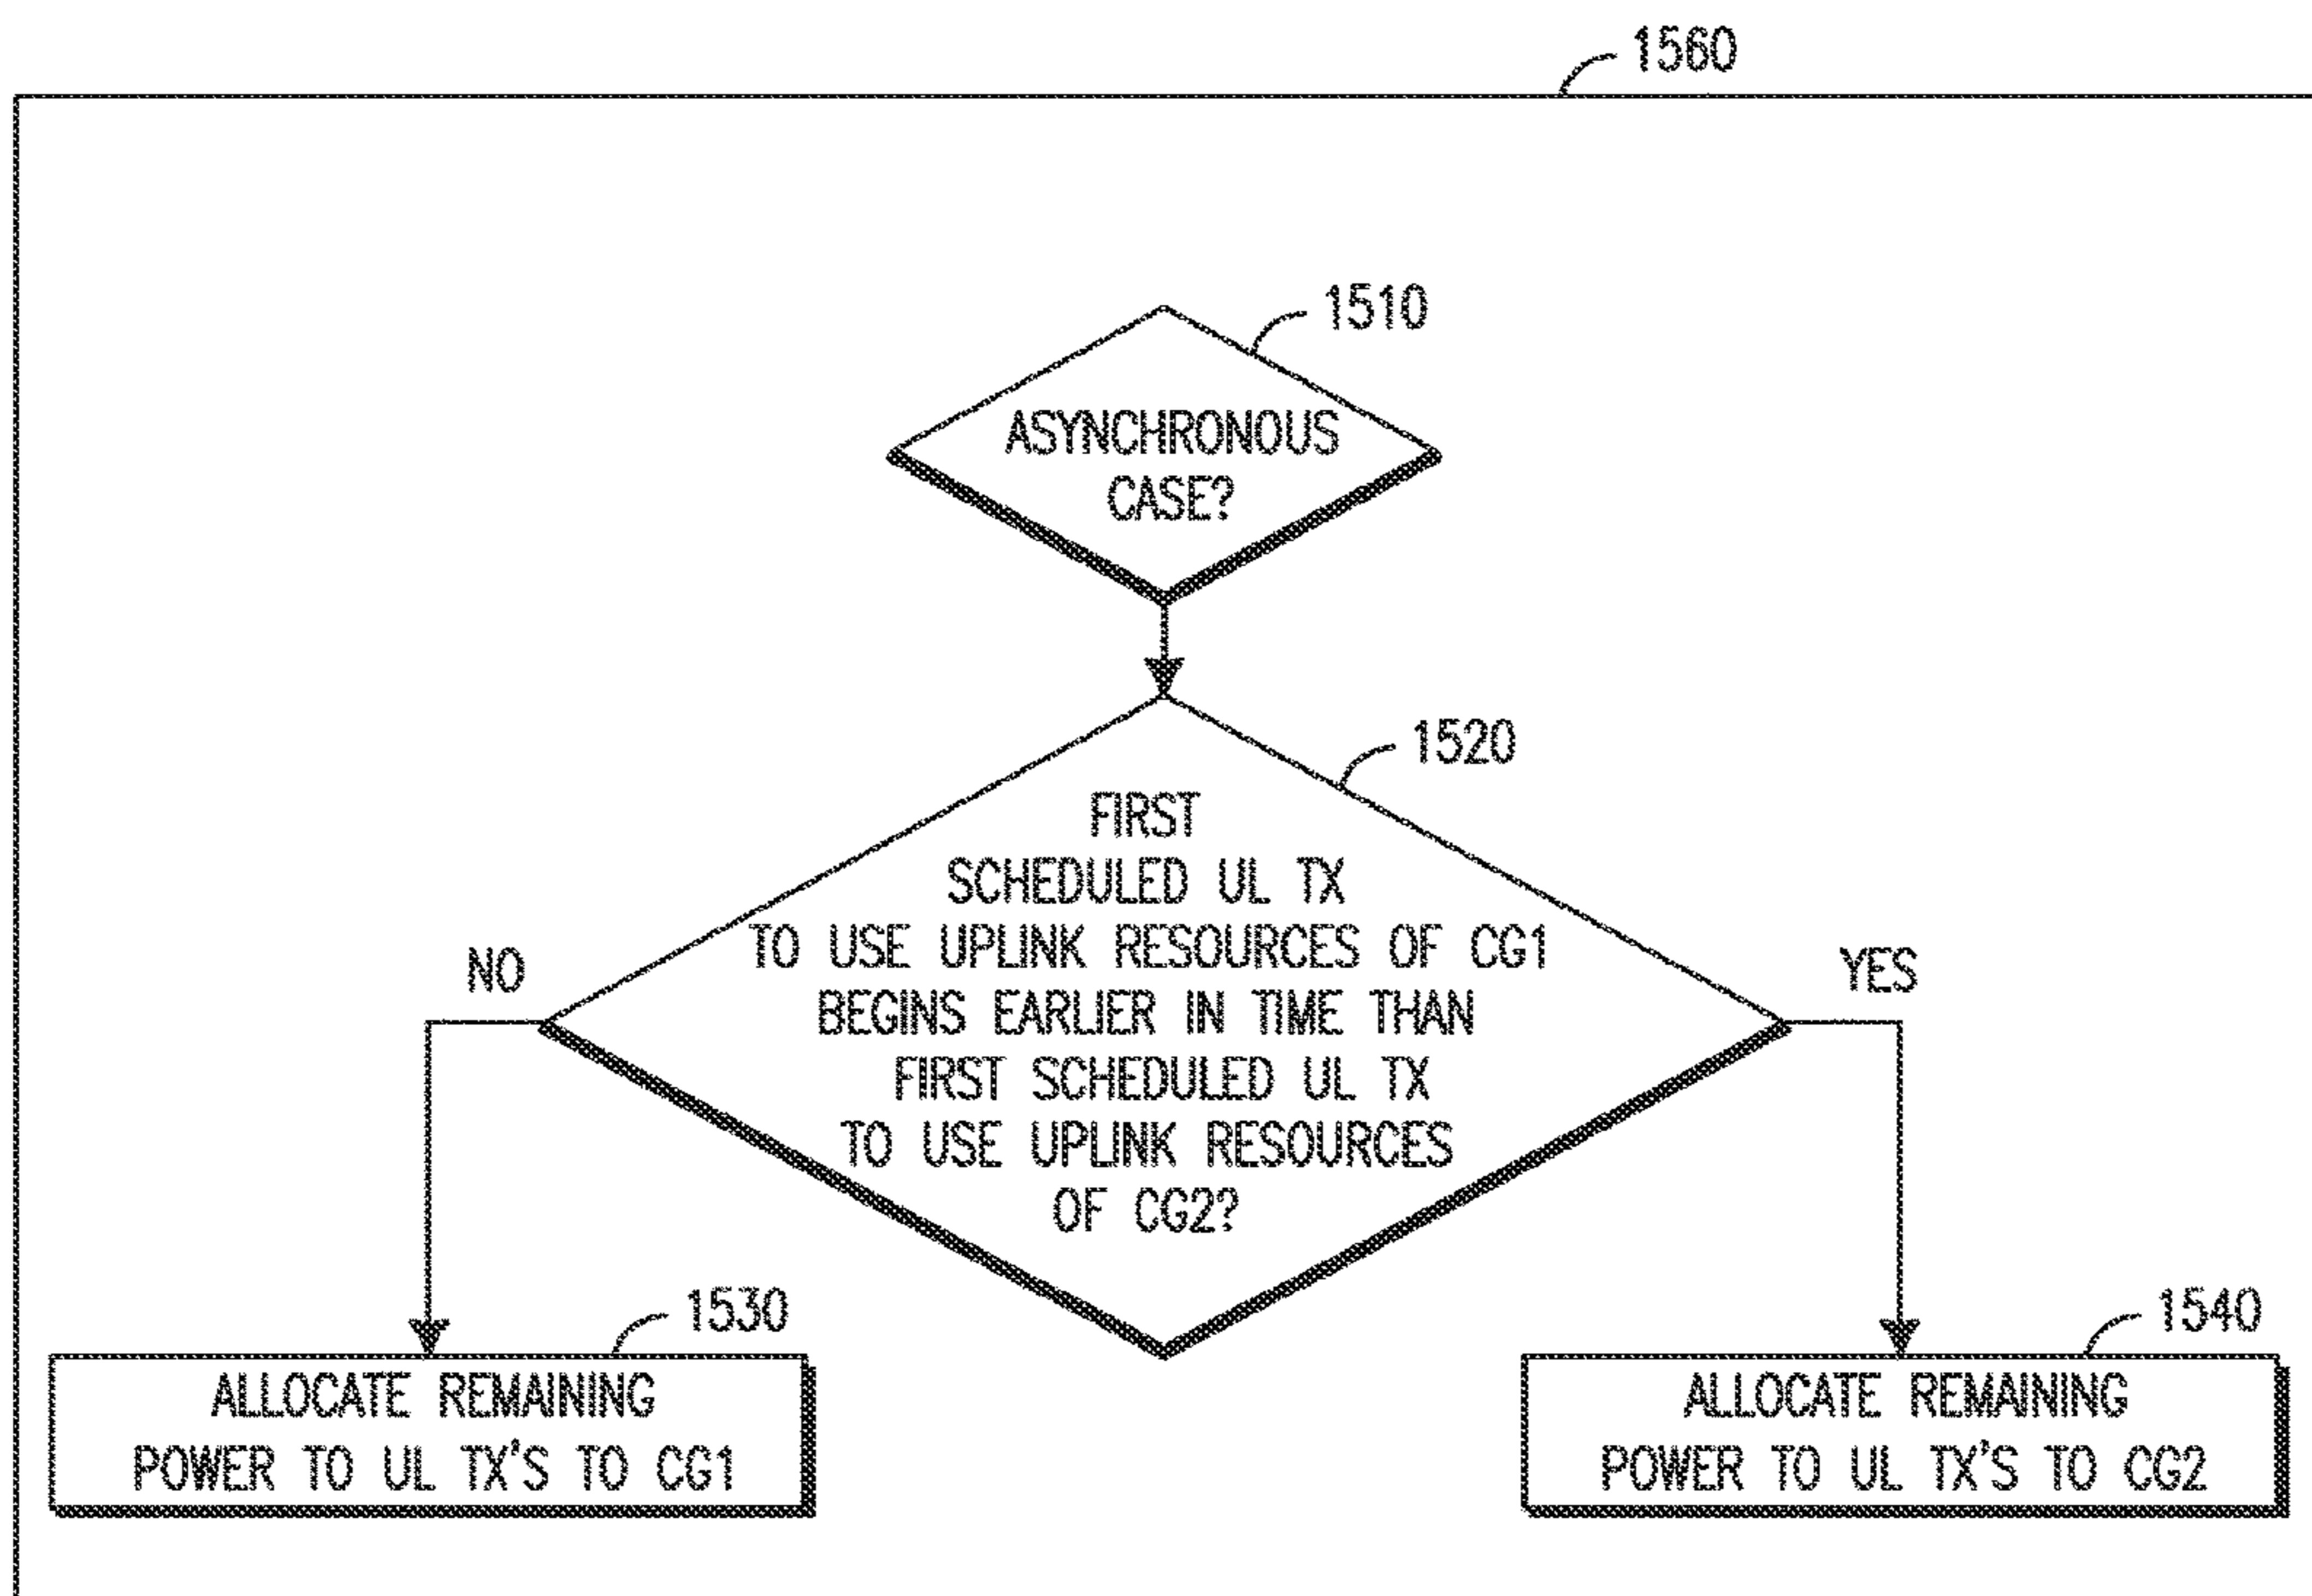 1560
1510
ASYNCHRONOUS
CASE?
1520
FIRST
SCHEDULED UL TX
TO USE UPLINK RESOURCES OF CG1
BEGINS EARLIER IN TIME THAN
FIRST SCHEDULED UL TX
TO USE UPLINK RESOURCES
OF CG2?
NO
YES
1530
ALLOCATE REMAINING
POWER TO UL TX'S TO CG1
1540
ALLOCATE REMAINING
POWER TO UL TX'S TO CG2